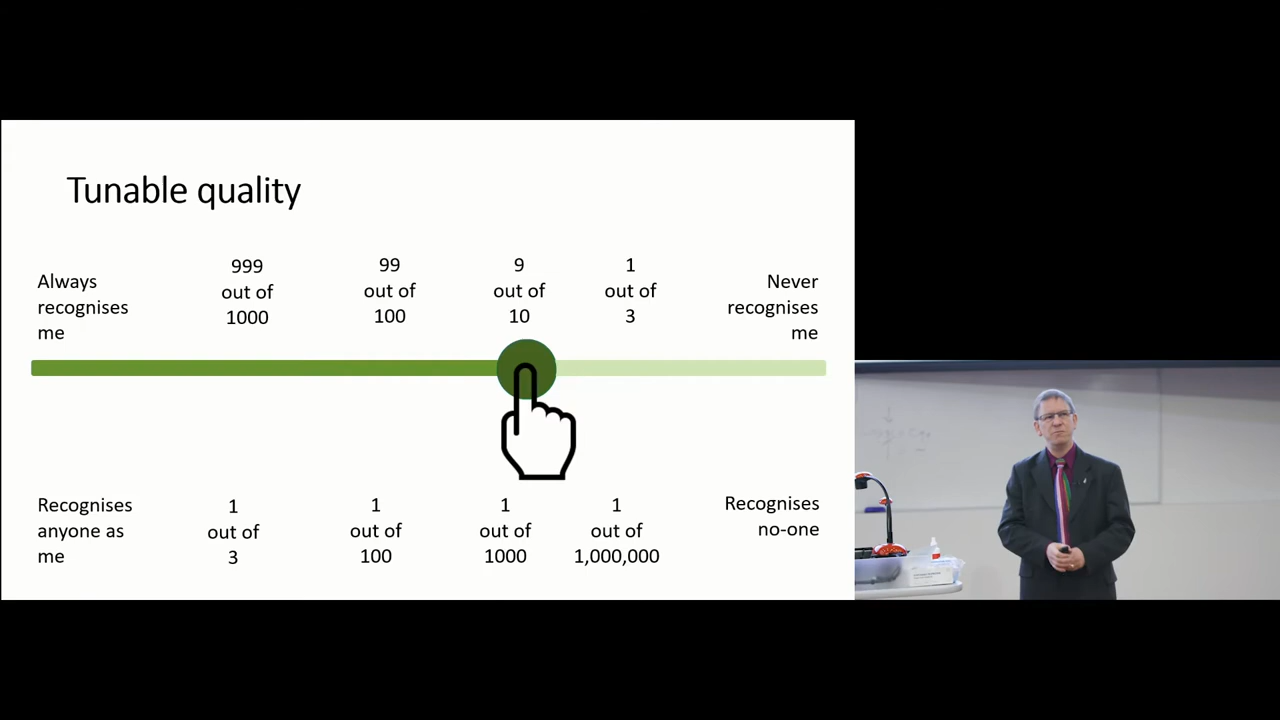 Tunable quality
Always
recognises
me
999
out of
1000
99
out of
100
9
out of
10
1
out of
3
Never
recognises
me
Recognises
anyone as
me
1
out of
3
1
out of
100
1
out of
1000
1
out of
1,000,000
Recognises
no-one